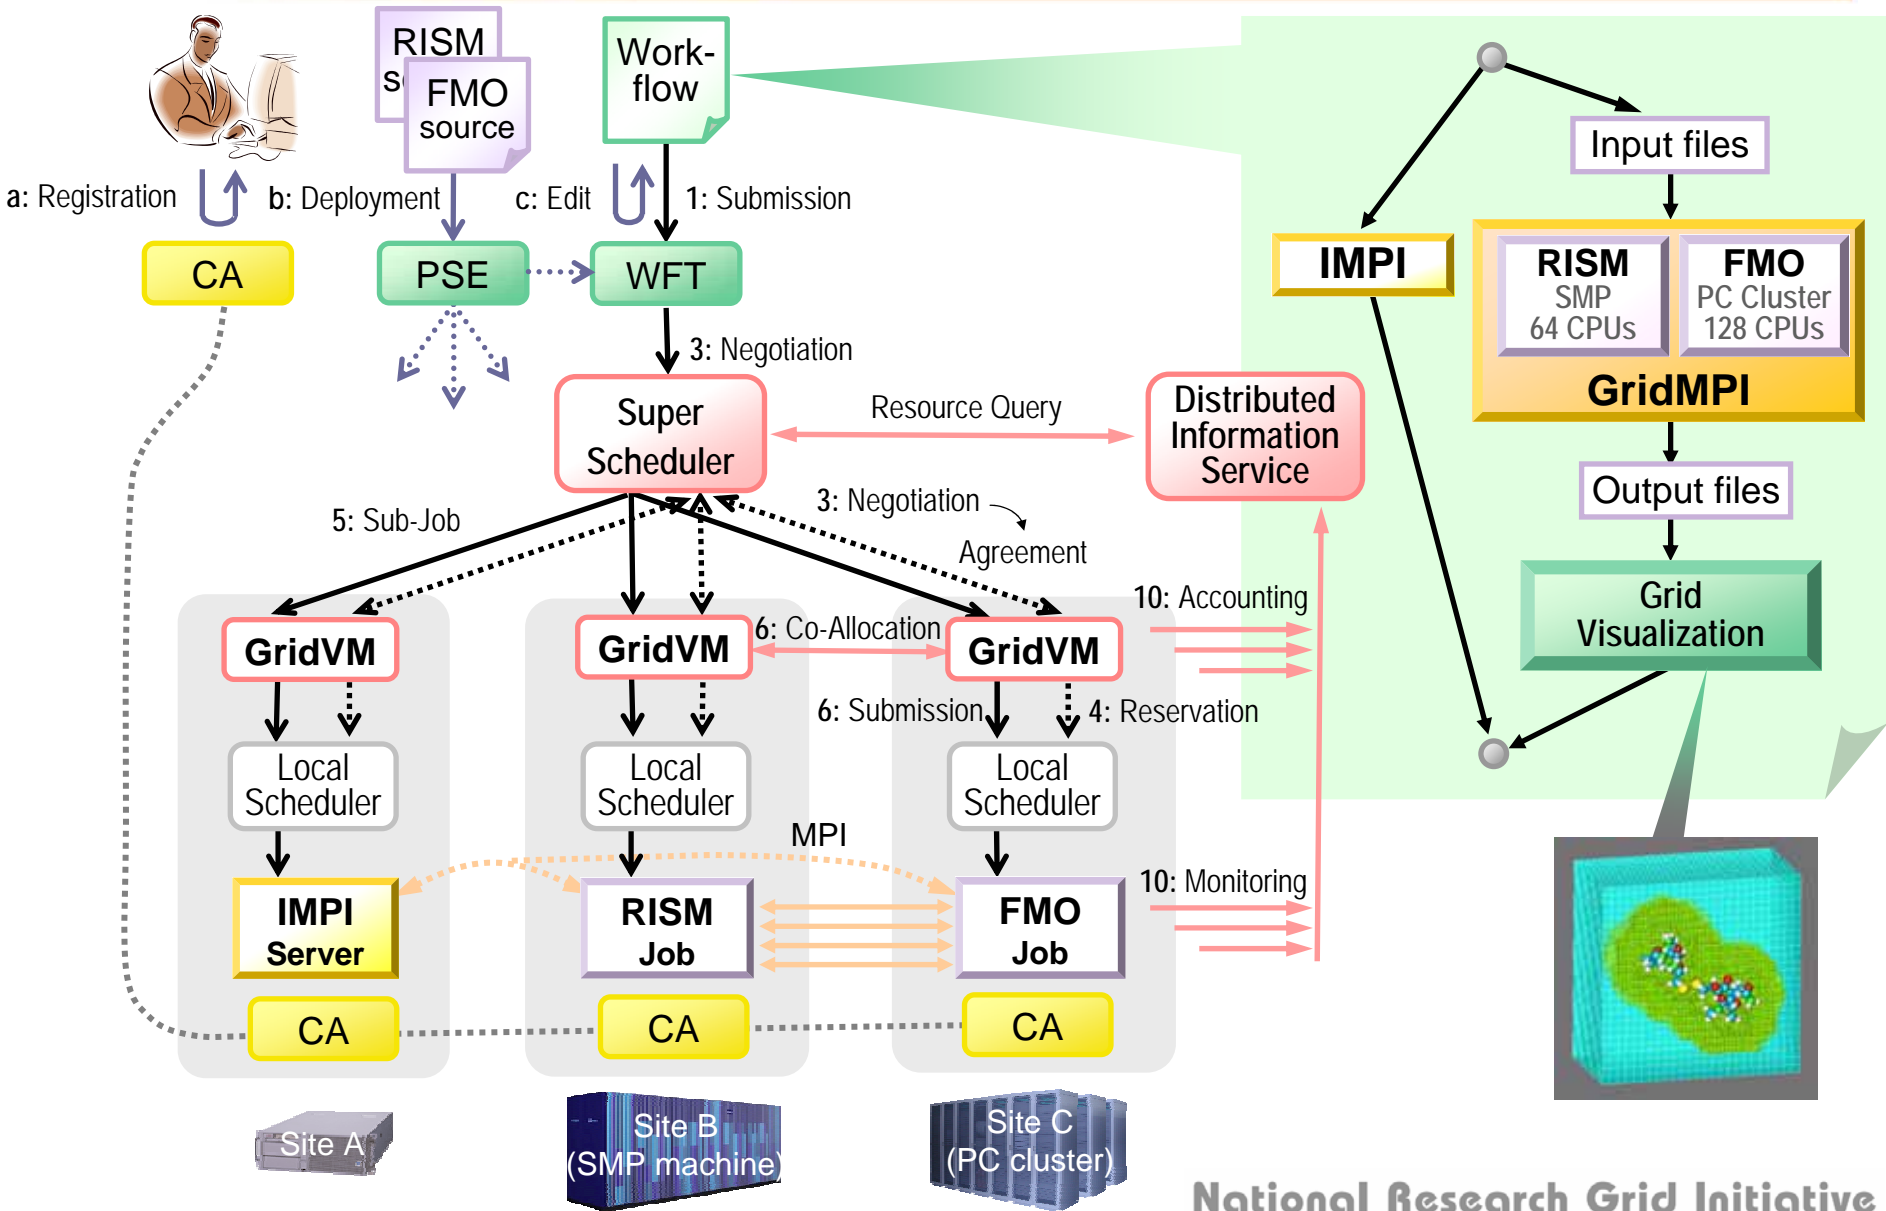 RISM
FMO
source
Work-
flow
a: Registration
b: Deployment
c: Edit
1: Submission
CA
PSE
WFT
3: Negotiation
Super
Scheduler
Resource Query
Distributed
Information
Service
5: Sub-Job
3: Negotiation
Agreement
GridVM
GridVM
6: Co-Allocation
GridVM
10: Accounting
6: Submission
4: Reservation
Local
Scheduler
Local
Scheduler
Local
Scheduler
MPI
IMPI
Server
RISM
Job
FMO
Job
10: Monitoring
CA
CA
CA
Site A
Site B
(SMP machine)
Site C
(PC cluster)
Input files
IMPI
RISM
SMP
64 CPUs
FMO
PC Cluster
128 CPUs
GridMPI
Output files
Grid
Visualization
National Research Grid Initiative